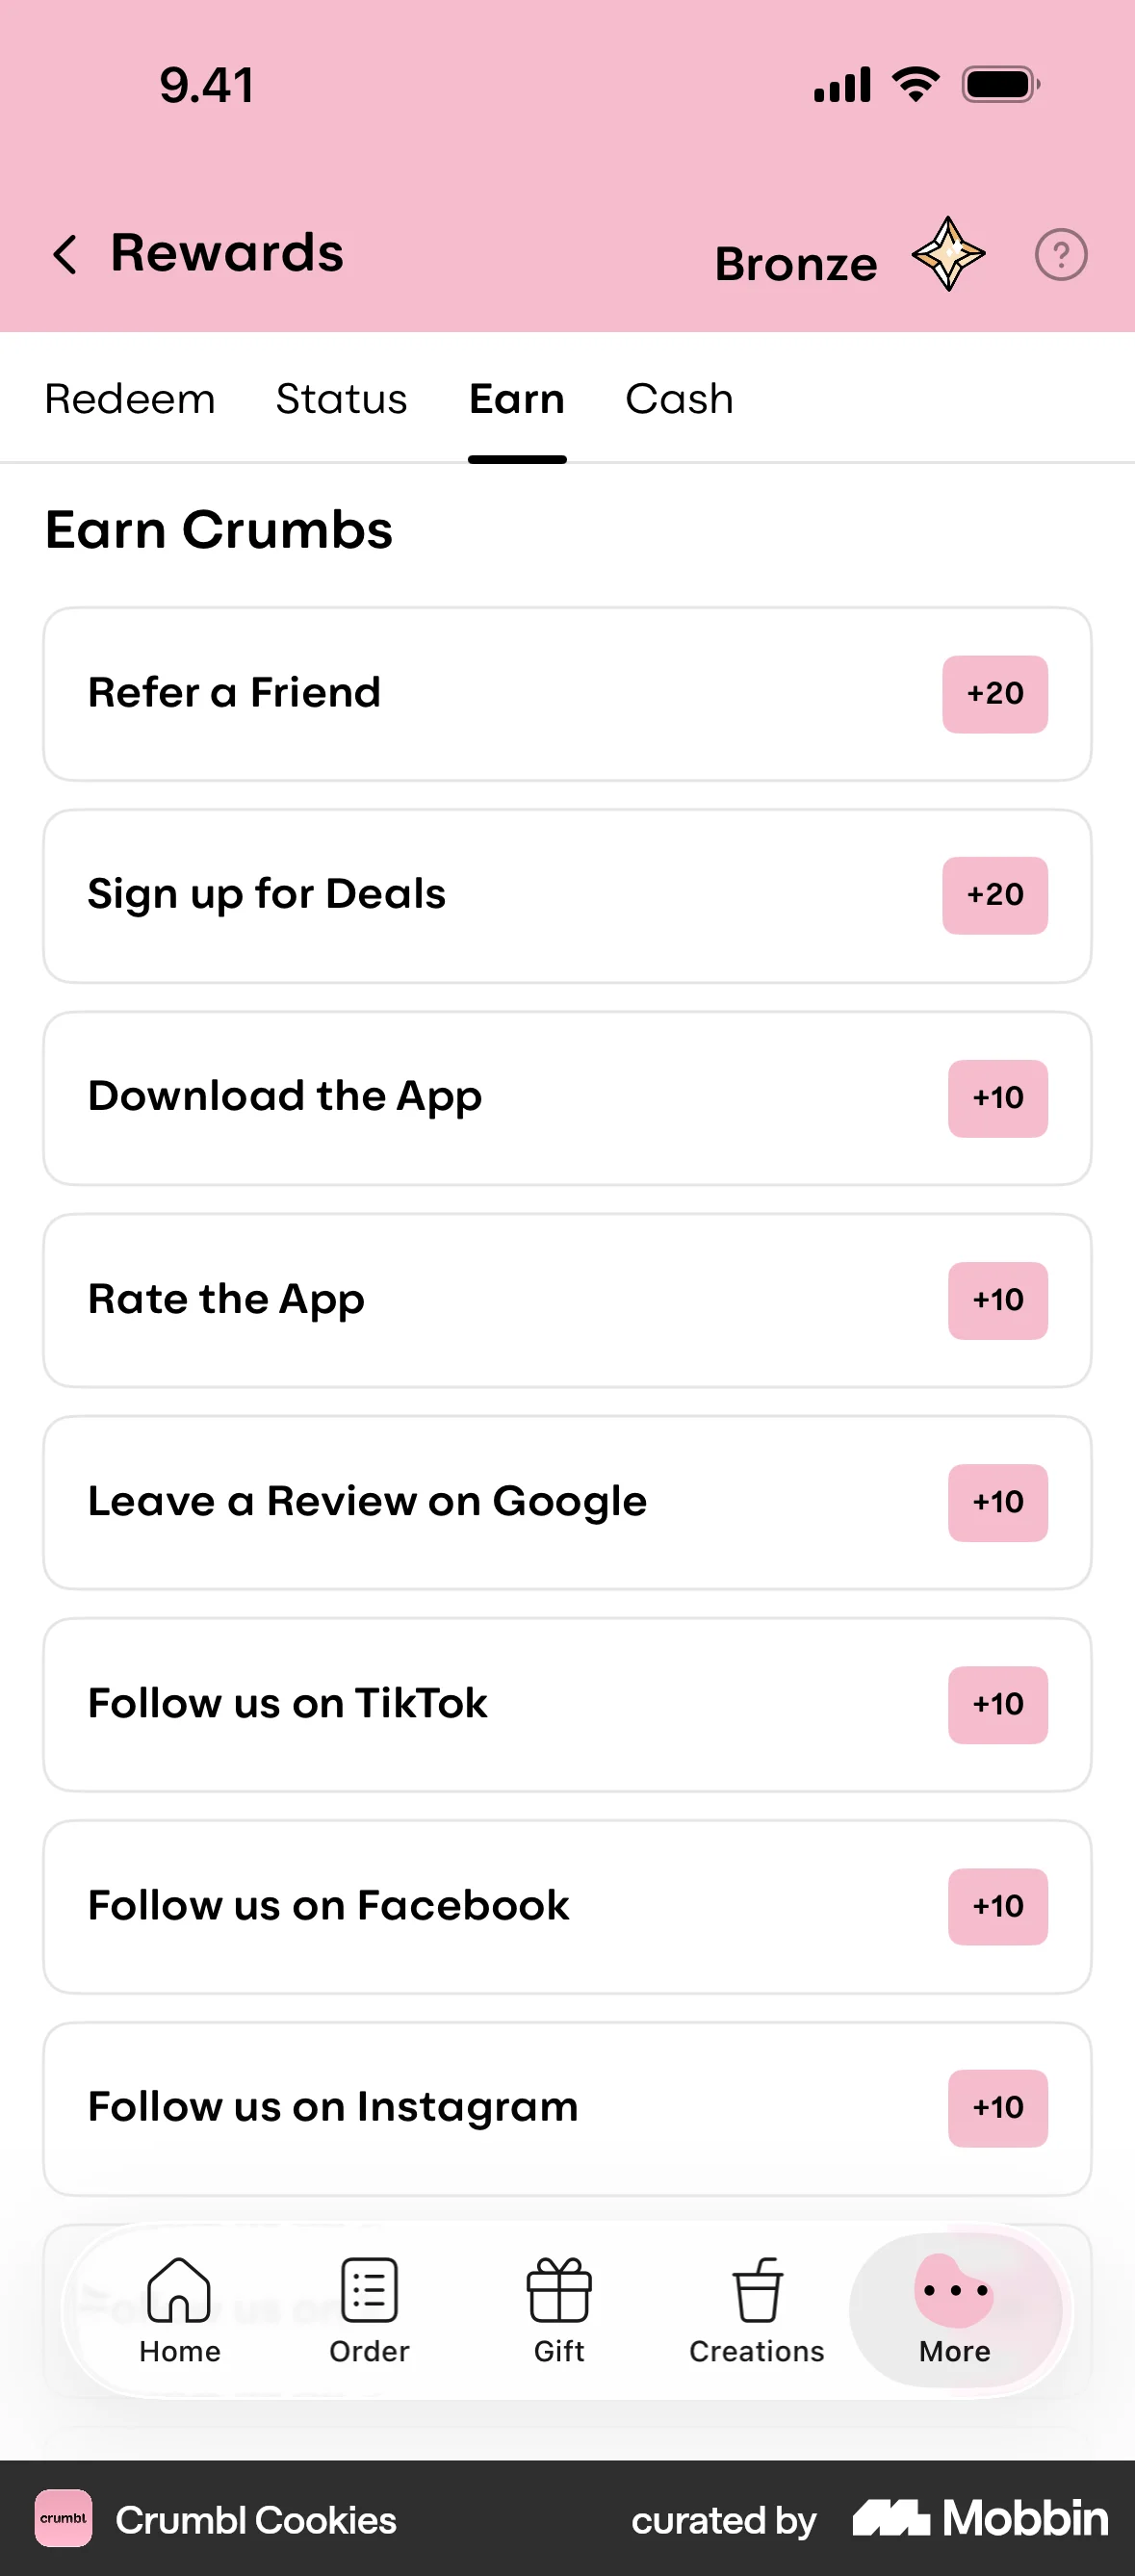 9.41
Rewards
Bronze
?
Redeem Status Earn Cash
Earn Crumbs
Refer a Friend +20
Sign up for Deals +20
Download the App +10
Rate the App +10
Leave a Review on Google +10
Follow us on TikTok +10
Follow us on Facebook +10
Follow us on Instagram +10
Home Order Gift Creations More
crumbl Crumbl Cookies curated by Mobbin